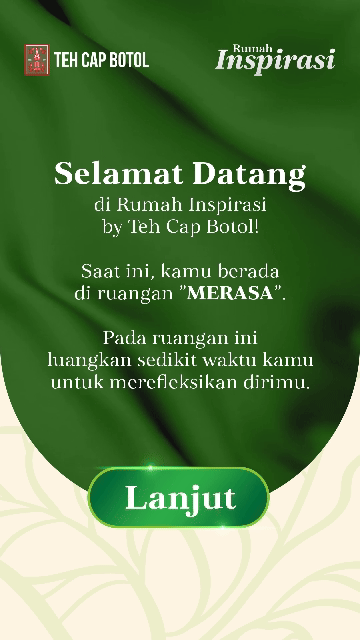 TEH CAP BOTOL
Rumah
Inspirasi
Selamat Datang
di Rumah Inspirasi
by Teh Cap Botol!
Saat ini, kamu berada
di ruangan "MERASA".
Pada ruangan ini
luangkan sedikit waktu kamu
untuk merefleksikan dirimu.
Lanjut